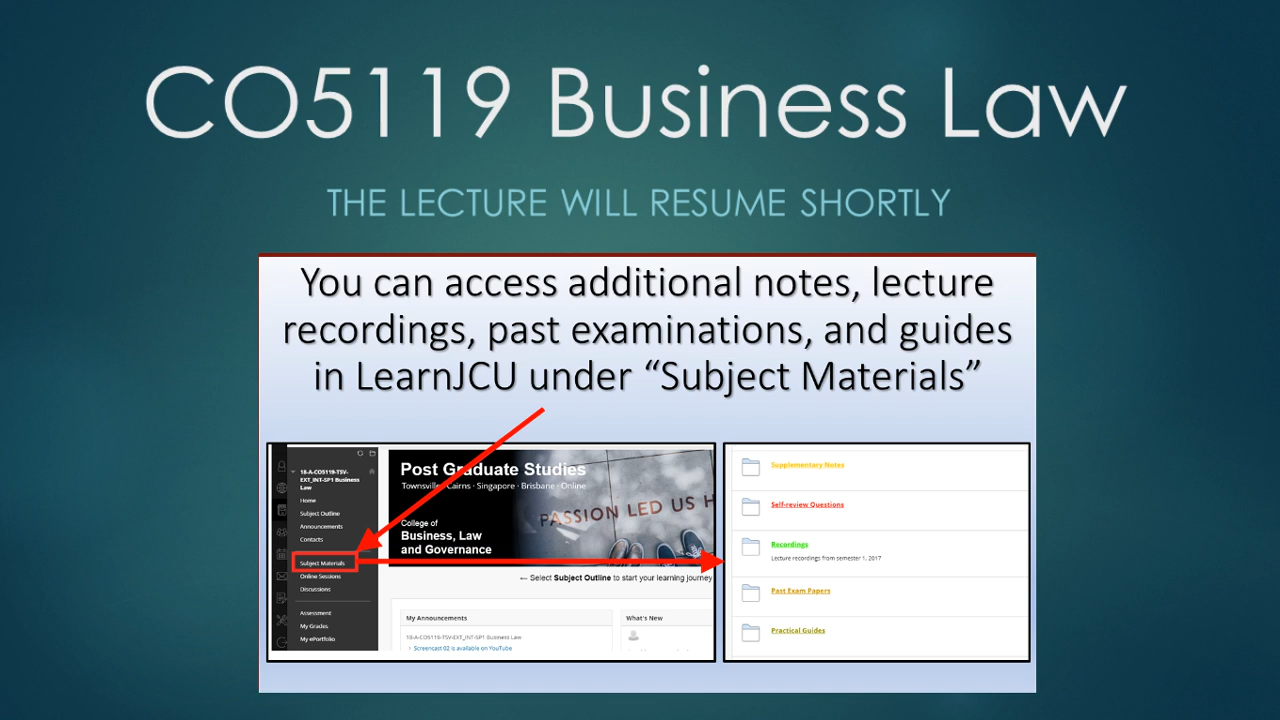 CO5119 Business Law
THE LECTURE WILL RESUME SHORTLY
You can access additional notes, lecture
recordings, past examinations, and guides
in LearnJCU under “Subject Materials”
18-A-CO5119-TSV-
EXT_INT-SP1 Business
Law
Home
Subject Outline
Announcements
Contacts
Subject Materials
Online Sessions
Discussions
Assessment
My Grades
My ePortfolio
Post Graduate Studies
Townsville · Cairns · Singapore · Brisbane · Online
PASSION LED US H
College of
Business, Law
and Governance
← Select Subject Outline to start your learning journey
My Announcements
18-A-CO5119-TSV-EXT_INT-SP1 Business Law
› Screencast 02 is available on YouTube
What's New
Supplementary Notes
Self-review Questions
Recordings
Lecture recordings from semester 1, 2017
Past Exam Papers
Practical Guides